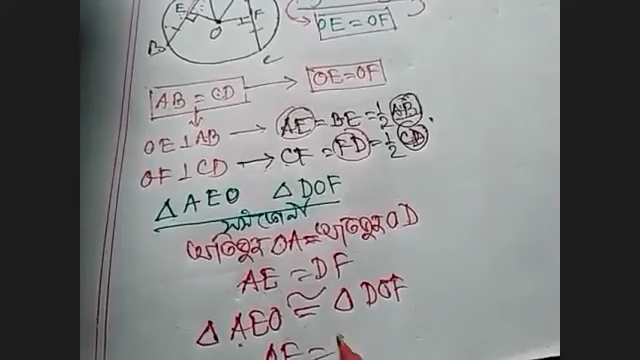 E F
O
B
C
OE = OF
AB = CD → OE = OF
OE ⊥ AB → AE = BE = 1/2 AB.
OF ⊥ CD → CF = FD = 1/2 CD
△ AEO △ DOF
সমকোণী
অতিভুজ OA = অতিভুজ OD
AE = DF
△ AEO ≅ △ DOF
AE =